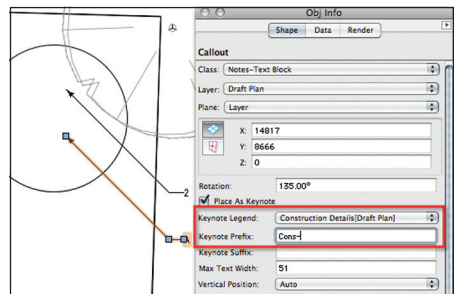 Obj Info
Shape Data Render
Callout
Class: Notes-Text Block
Layer: Draft Plan
Plane: Layer
X: 14817
Y: 8666
Z: 0
Rotation: 135.00°
Place As Keynote
Keynote Legend: Construction Details[Draft Plan]
Keynote Prefix: Cons-
Keynote Suffix:
Max Text Width: 51
Vertical Position: Auto
2